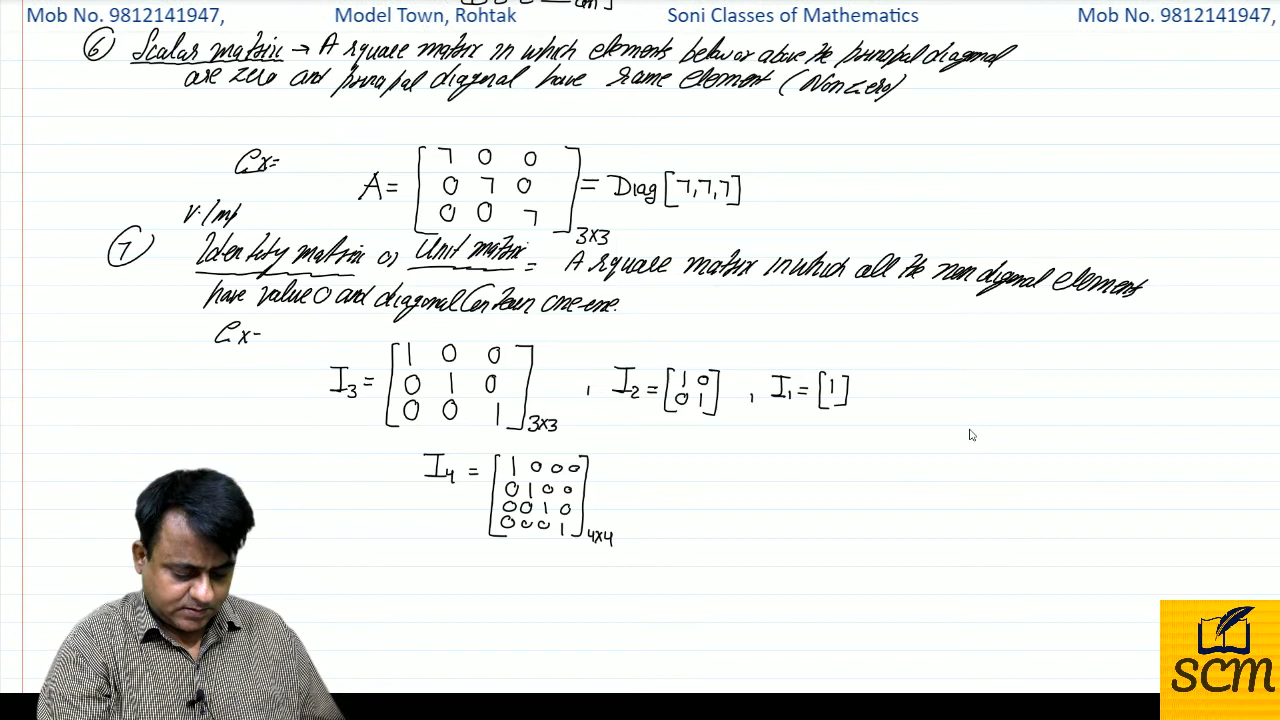 Mob No. 9812141947, Model Town, Rohtak Soni Classes of Mathematics Mob No. 9812141947,
⑥ Scalar matrix → A square matrix in which elements below or above the principal diagonal
are zero and principal diagonal have same element (Nonzero)
Ex=
A = [7 0 0
0 7 0
0 0 7]3x3 = Diag [7,7,7]
V. Imp
⑦ Identity matrix or Unit matrix = A square matrix in which all the non diagonal element
have value 0 and diagonal Contain one-one.
Ex-
I3 = [1 0 0
0 1 0
0 0 1]3x3 , I2 = [1 0
0 1] , I1 = [1]
I4 = [1 0 0 0
0 1 0 0
0 0 1 0
0 0 0 1]4x4
SCM